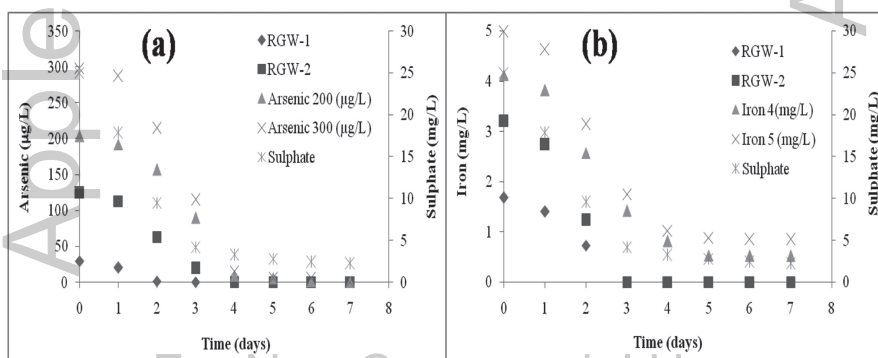 (a)
RGW-1
RGW-2
Arsenic 200 (µg/L)
Arsenic 300 (µg/L)
Sulphate
Arsenic (µg/L)
350
300
250
200
150
100
50
0
Sulphate (mg/L)
30
25
20
15
10
5
0
0 1 2 3 4 5 6 7 8
Time (days)
(b)
RGW-1
RGW-2
Iron 4 (mg/L)
Iron 5 (mg/L)
Sulphate
Iron (mg/L)
5
4
3
2
1
0
Sulphate (mg/L)
30
25
20
15
10
5
0
0 1 2 3 4 5 6 7 8
Time (days)